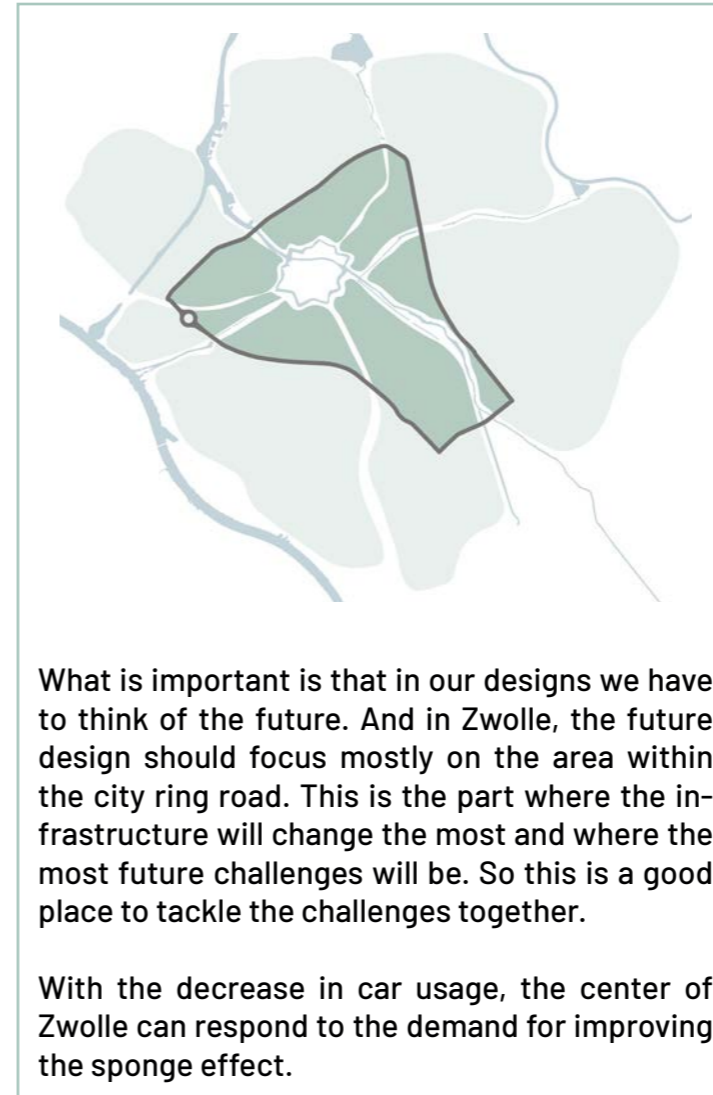 What is important is that in our designs we have
to think of the future. And in Zwolle, the future
design should focus mostly on the area within
the city ring road. This is the part where the in-
frastructure will change the most and where the
most future challenges will be. So this is a good
place to tackle the challenges together.
With the decrease in car usage, the center of
Zwolle can respond to the demand for improving
the sponge effect.